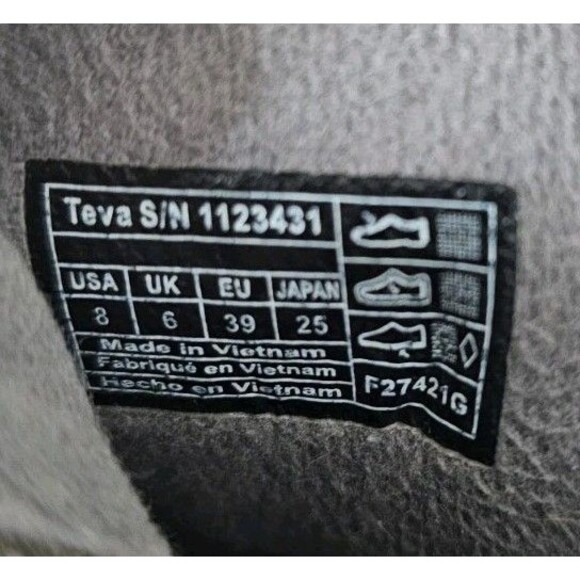 Teva S/N 1123431
USA UK EU JAPAN
8 6 39 25
Made in Vietnam
Fabriqué en Vietnam
Hecho en Vietnam
F27421G